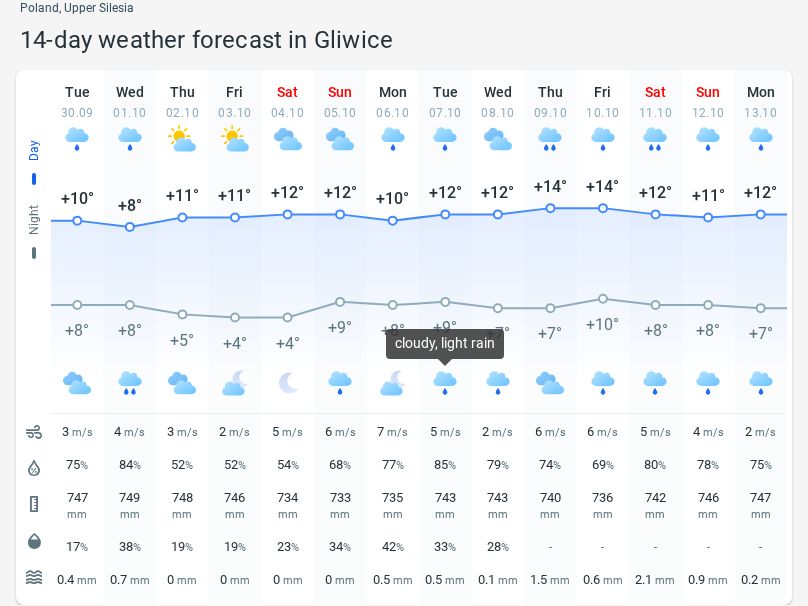 Poland, Upper Silesia
14-day weather forecast in Gliwice
Tue Wed Thu Fri Sat Sun Mon Tue Wed Thu Fri Sat Sun Mon
30.09 01.10 02.10 03.10 04.10 05.10 06.10 07.10 08.10 09.10 10.10 11.10 12.10 13.10
Day
+10° +8° +11° +11° +12° +12° +10° +12° +12° +14° +14° +12° +11° +12°
Night
+8° +8° +5° +4° +4° +9° +8° +9° +7° +7° +10° +8° +8° +7°
cloudy, light rain
3 m/s 4 m/s 3 m/s 2 m/s 5 m/s 6 m/s 7 m/s 5 m/s 2 m/s 6 m/s 6 m/s 5 m/s 4 m/s 2 m/s
75% 84% 52% 52% 54% 68% 77% 85% 79% 74% 69% 80% 78% 75%
747 749 748 746 734 733 735 743 743 740 736 742 746 747
mm mm mm mm mm mm mm mm mm mm mm mm mm mm
17% 38% 19% 19% 23% 34% 42% 33% 28% - - - - -
0.4 mm 0.7 mm 0 mm 0 mm 0 mm 0 mm 0.5 mm 0.5 mm 0.1 mm 1.5 mm 0.6 mm 2.1 mm 0.9 mm 0.2 mm